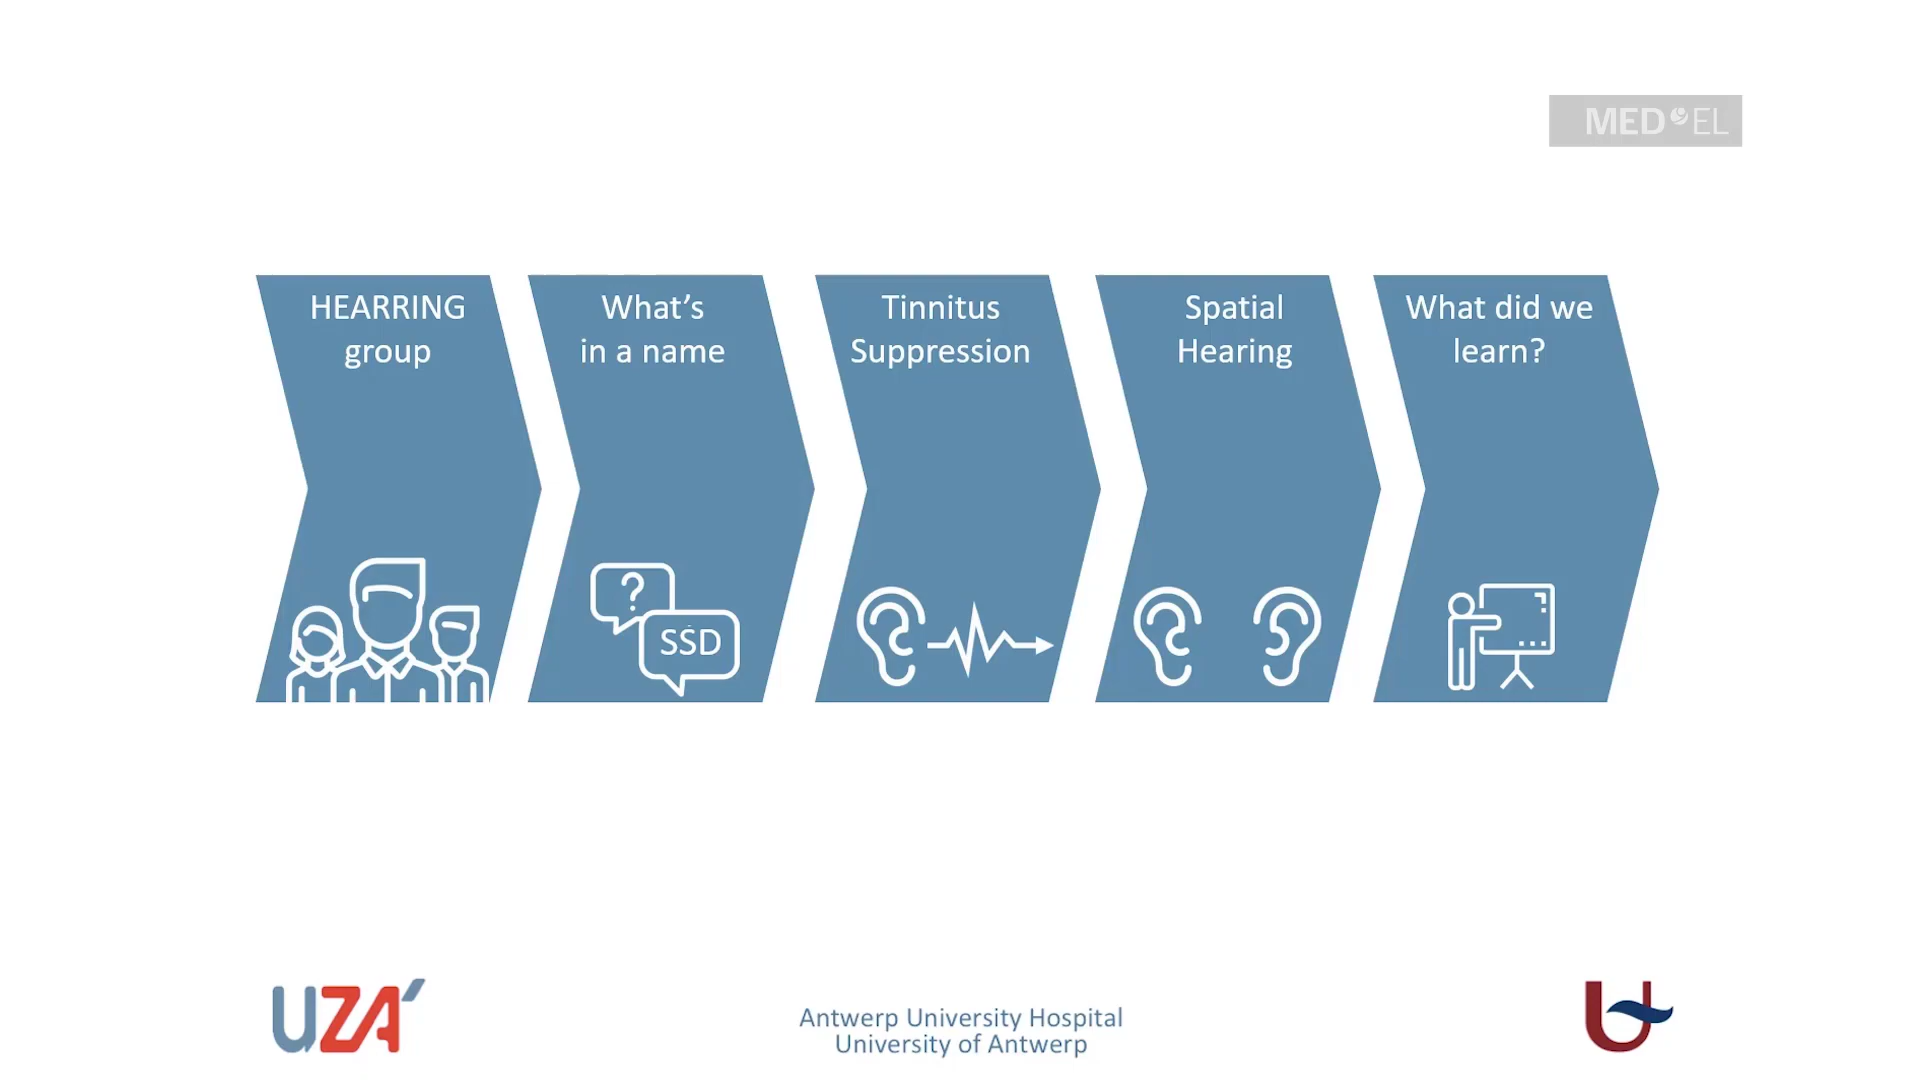 MED EL
HEARRING
group
What's
in a name
Tinnitus
Suppression
Spatial
Hearing
What did we
learn?
?
SSD
UZA'
Antwerp University Hospital
University of Antwerp